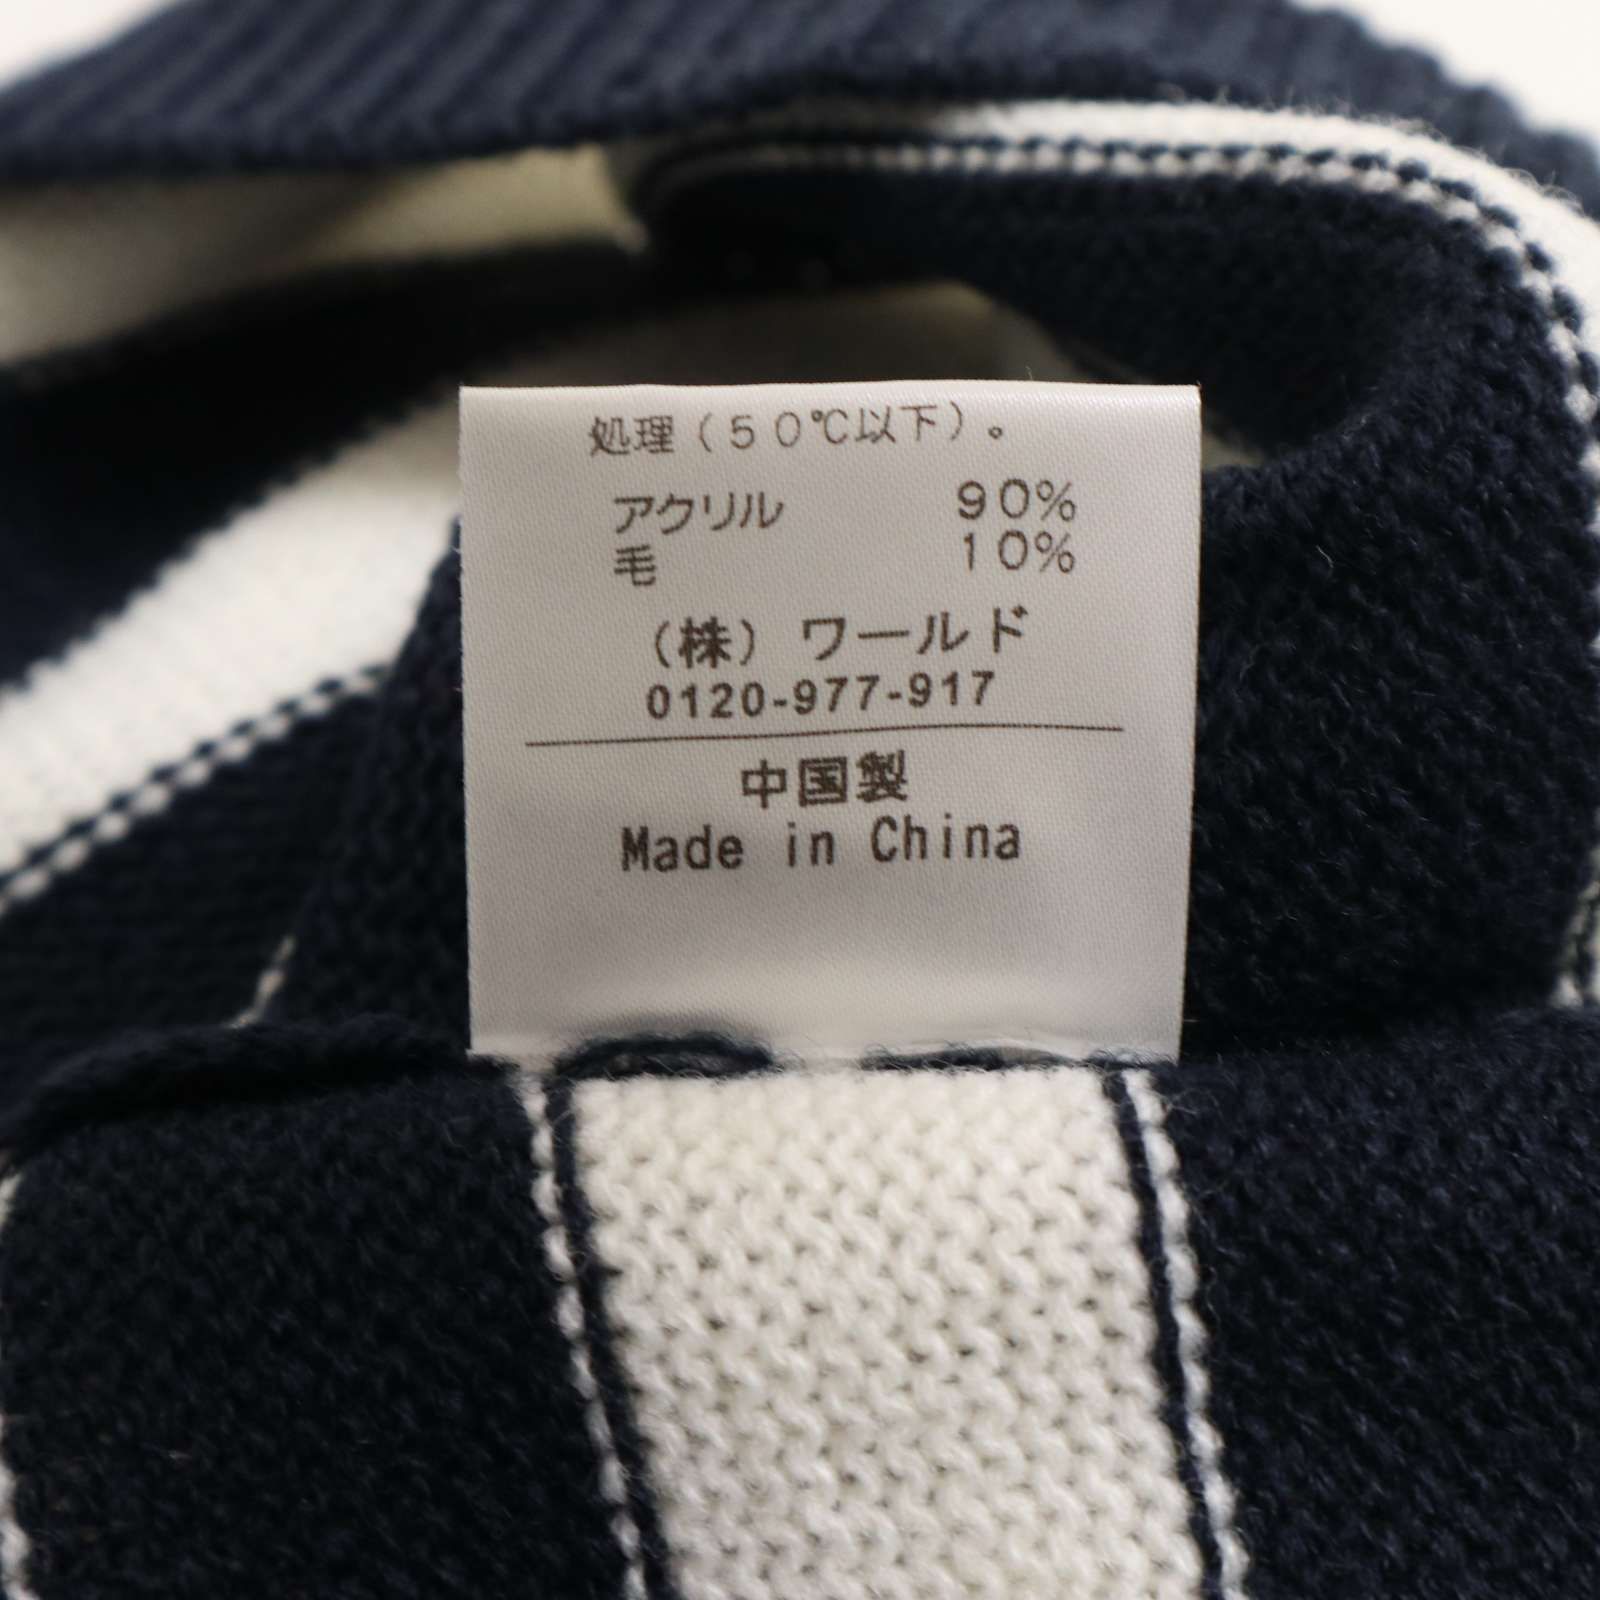 処理（５０℃以下）。
アクリル　９０％
毛　１０％
（株）ワールド
0120-977-917
中国製
Made in China